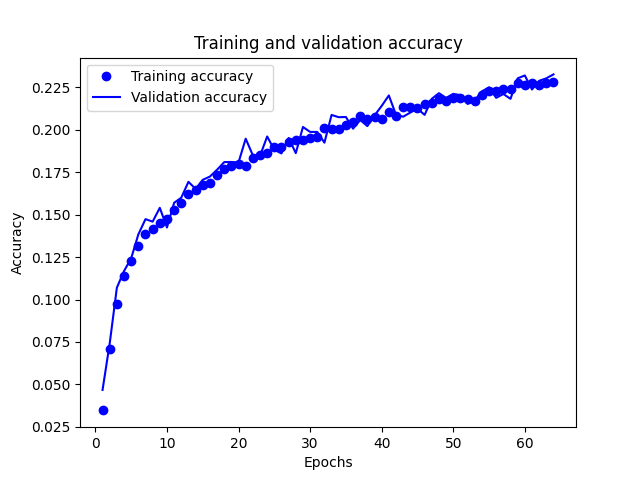 Training and validation accuracy
Training accuracy
Validation accuracy
0.225
0.200
0.175
0.150
0.125
0.100
0.075
0.050
0.025
Accuracy
0 10 20 30 40 50 60
Epochs